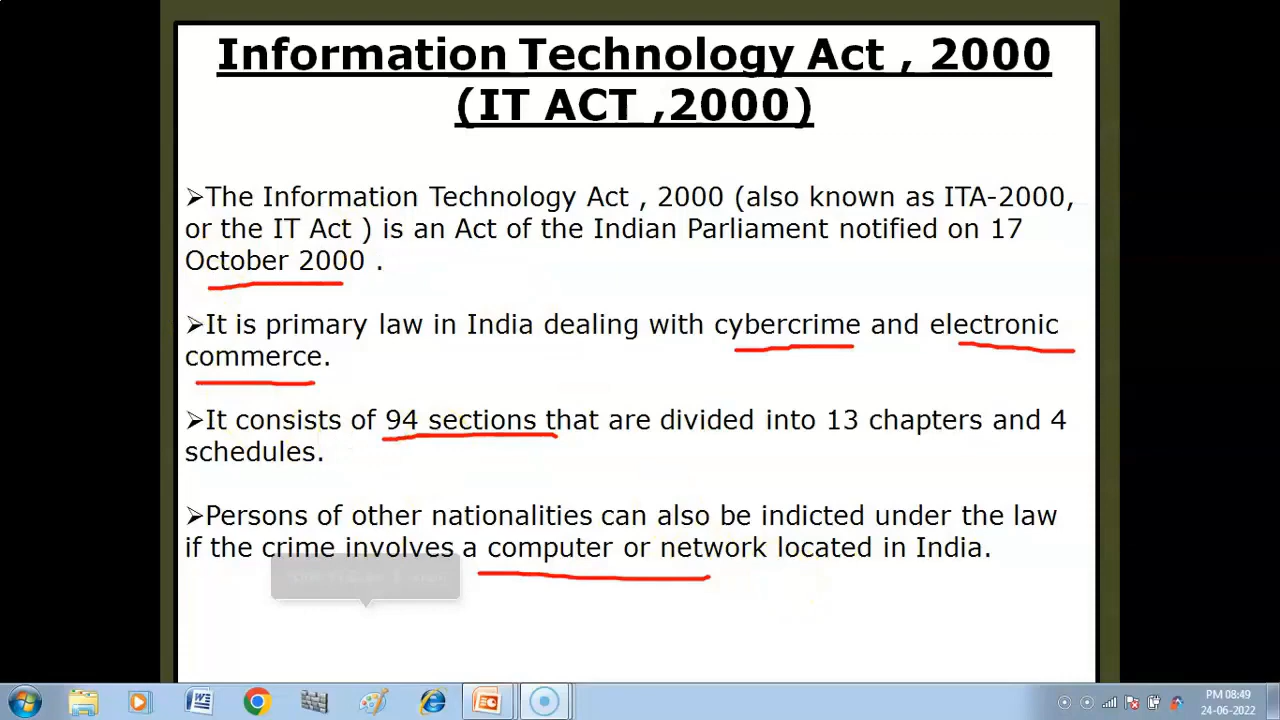 Information Technology Act , 2000
(IT ACT ,2000)
➢The Information Technology Act , 2000 (also known as ITA-2000,
or the IT Act ) is an Act of the Indian Parliament notified on 17
October 2000 .
➢It is primary law in India dealing with cybercrime and electronic
commerce.
➢It consists of 94 sections that are divided into 13 chapters and 4
schedules.
➢Persons of other nationalities can also be indicted under the law
if the crime involves a computer or network located in India.
PM 08:49
24-06-2022